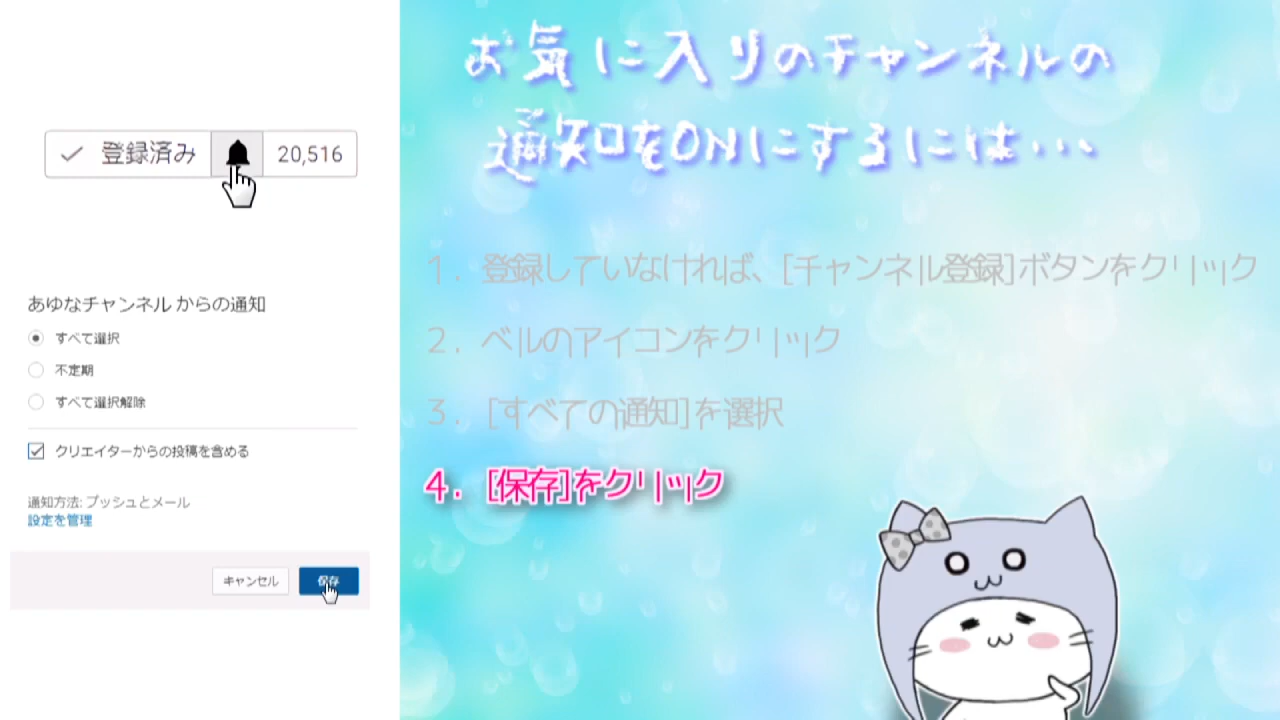 登録済み 20,516
あゆなチャンネル からの通知
すべて選択
不定期
すべて選択解除
クリエイターからの投稿を含める
通知方法: プッシュとメール
設定を管理
キャンセル 保存
お気に入りのチャンネルの
通知をONにするには・・・
1. 登録していなければ、[チャンネル登録]ボタンをクリック
2. ベルのアイコンをクリック
3. [すべての通知]を選択
4. [保存]をクリック